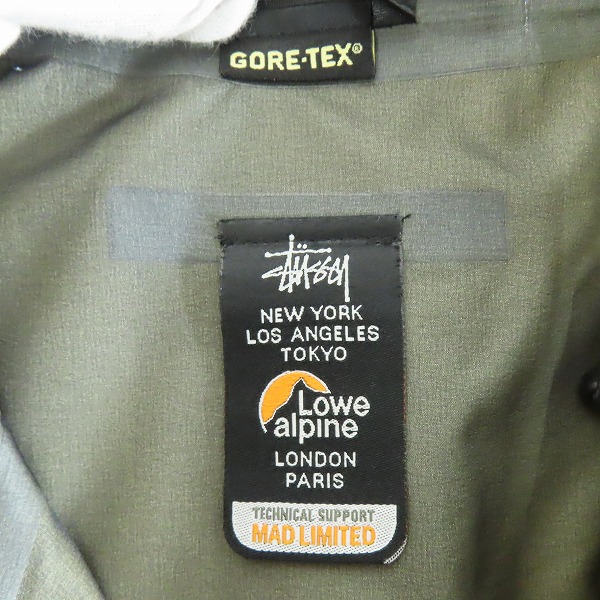 GORE-TEX®
Stüssy
NEW YORK
LOS ANGELES
TOKYO
Lowe
alpine
LONDON
PARIS
TECHNICAL SUPPORT
MAD LIMITED